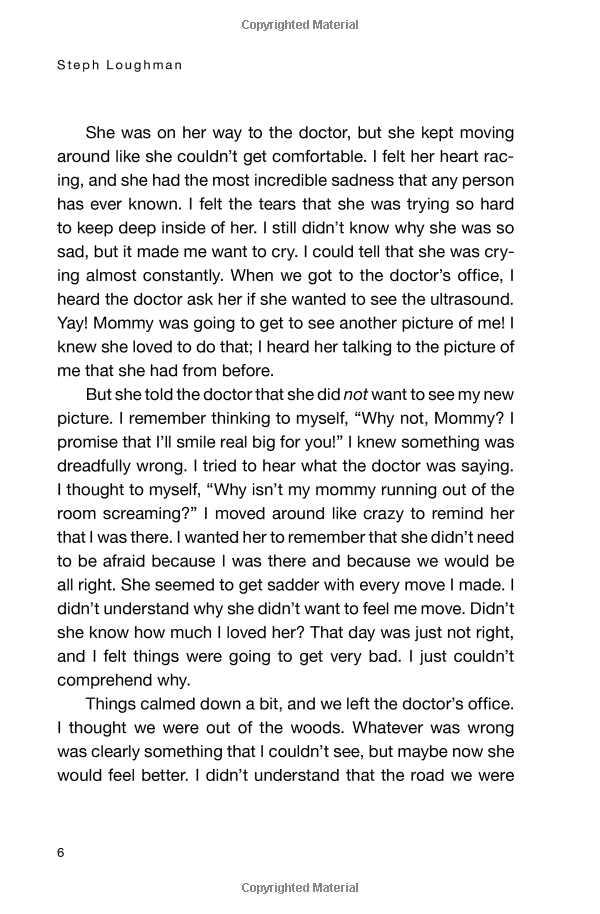 Copyrighted Material
Steph Loughman
She was on her way to the doctor, but she kept moving
around like she couldn’t get comfortable. I felt her heart rac-
ing, and she had the most incredible sadness that any person
has ever known. I felt the tears that she was trying so hard
to keep deep inside of her. I still didn’t know why she was so
sad, but it made me want to cry. I could tell that she was cry-
ing almost constantly. When we got to the doctor’s office, I
heard the doctor ask her if she wanted to see the ultrasound.
Yay! Mommy was going to get to see another picture of me! I
knew she loved to do that; I heard her talking to the picture of
me that she had from before.
But she told the doctor that she did not want to see my new
picture. I remember thinking to myself, “Why not, Mommy? I
promise that I’ll smile real big for you!” I knew something was
dreadfully wrong. I tried to hear what the doctor was saying.
I thought to myself, “Why isn’t my mommy running out of the
room screaming?” I moved around like crazy to remind her
that I was there. I wanted her to remember that she didn’t need
to be afraid because I was there and because we would be
all right. She seemed to get sadder with every move I made. I
didn’t understand why she didn’t want to feel me move. Didn’t
she know how much I loved her? That day was just not right,
and I felt things were going to get very bad. I just couldn’t
comprehend why.
Things calmed down a bit, and we left the doctor’s office.
I thought we were out of the woods. Whatever was wrong
was clearly something that I couldn’t see, but maybe now she
would feel better. I didn’t understand that the road we were
6
Copyrighted Material